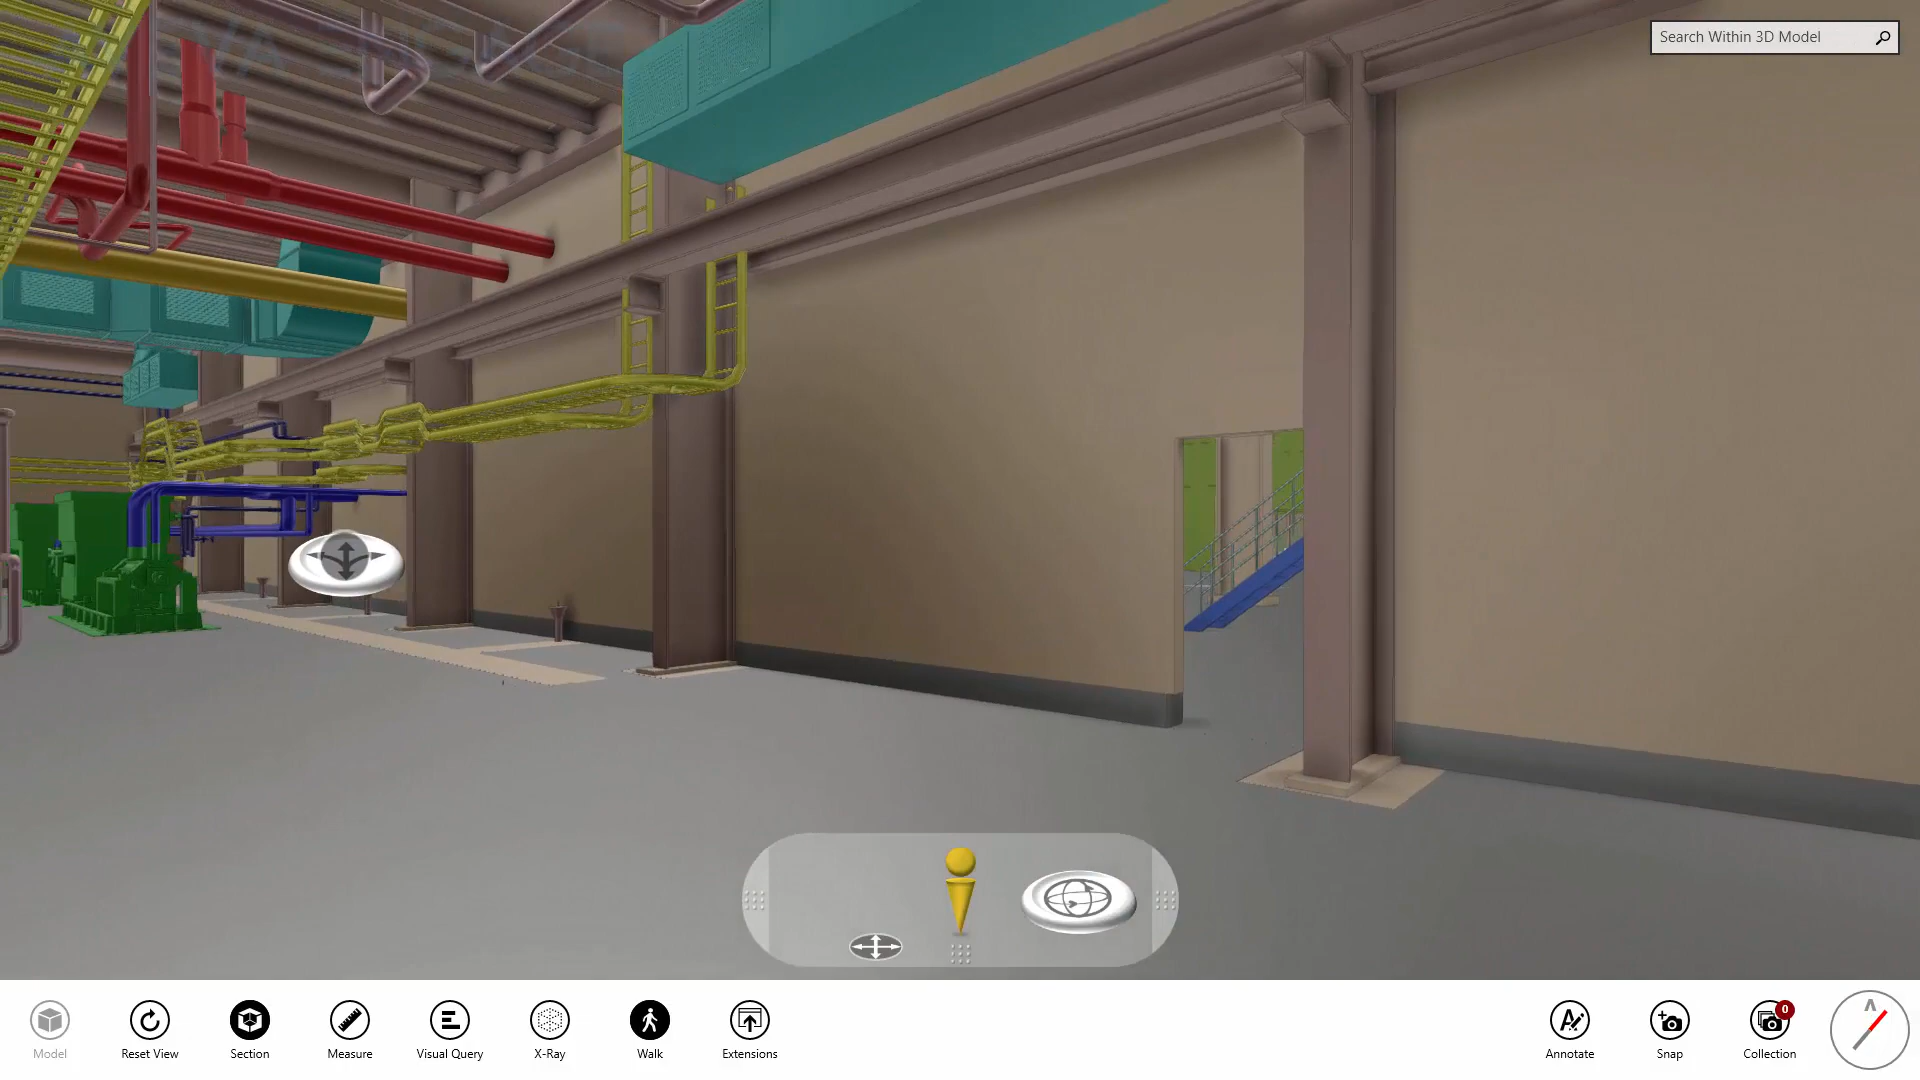 Search Within 3D Model
Model
Reset View
Section
Measure
Visual Query
X-Ray
Walk
Extensions
Annotate
Snap
0
Collection